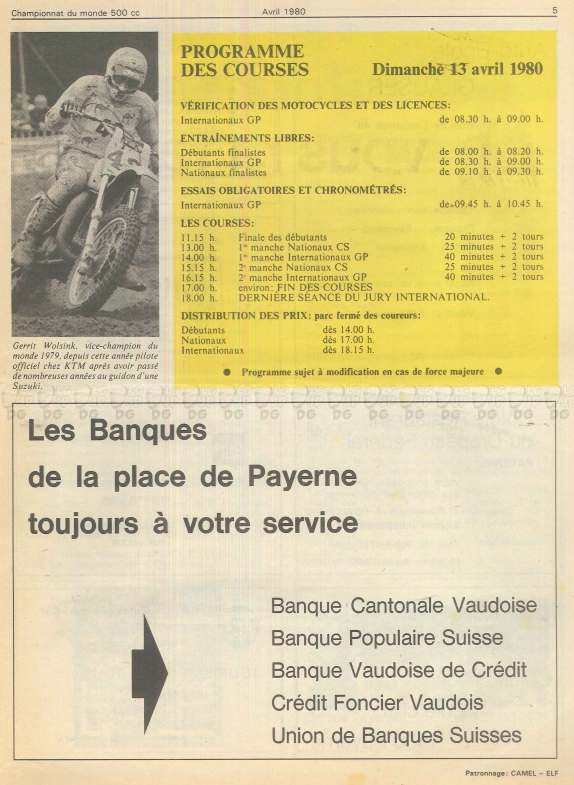 Championnat du monde 500 cc Avril 1980 5
PROGRAMME
DES COURSES Dimanche 13 avril 1980
VÉRIFICATION DES MOTOCYCLES ET DES LICENCES:
Internationaux GP de 08.30 h. à 09.00 h.
ENTRAÎNEMENTS LIBRES:
Débutants finalistes de 08.00 h. à 08.20 h.
Internationaux GP de 08.30 h. à 09.00 h.
Nationaux finalistes de 09.10 h. à 09.30 h.
ESSAIS OBLIGATOIRES ET CHRONOMÉTRÉS:
Internationaux GP de 09.45 h. à 10.45 h.
LES COURSES:
11.15 h. Finale des débutants 20 minutes + 2 tours
13.00 h. 1re manche Nationaux CS 25 minutes + 2 tours
14.00 h. 1re manche Internationaux GP 40 minutes + 2 tours
15.15 h. 2e manche Nationaux CS 25 minutes + 2 tours
16.15 h. 2e manche Internationaux GP 40 minutes + 2 tours
17.00 h. environ: FIN DES COURSES
18.00 h. DERNIÈRE SÉANCE DU JURY INTERNATIONAL.
DISTRIBUTION DES PRIX: parc fermé des coureurs:
Débutants dès 14.00 h.
Nationaux dès 17.00 h.
Internationaux dès 18.15 h.
● Programme sujet à modification en cas de force majeure ●
Gerrit Wolsink, vice-champion du
monde 1979, depuis cette année pilote
officiel chez KTM après avoir passé
de nombreuses années au guidon d'une
Suzuki.
Les Banques
de la place de Payerne
toujours à votre service
Banque Cantonale Vaudoise
Banque Populaire Suisse
Banque Vaudoise de Crédit
Crédit Foncier Vaudois
Union de Banques Suisses
Patronnage: CAMEL – ELF